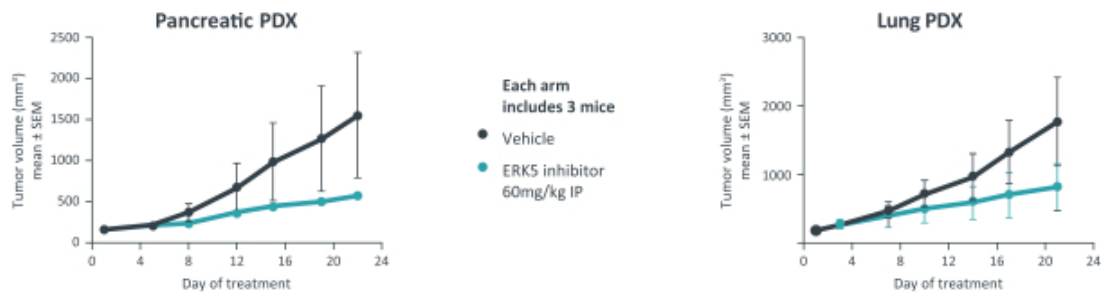 Pancreatic PDX
2500
2000
1500
1000
500
0
0 4 8 12 16 20 24
Tumor volume (mm³)
mean ± SEM
Day of treatment
Each arm
includes 3 mice
Vehicle
ERK5 inhibitor
60mg/kg IP
Lung PDX
3000
2000
1000
0 4 8 12 16 20 24
Tumor volume (mm³)
mean ± SEM
Day of treatment